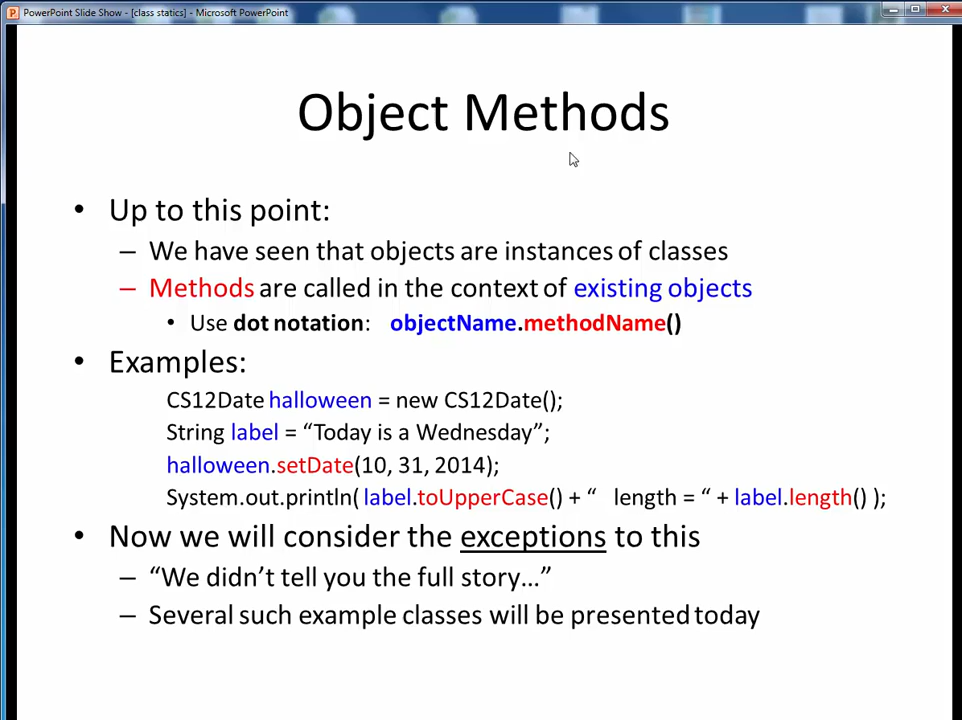 PowerPoint Slide Show - [class statics] - Microsoft PowerPoint
Object Methods
• Up to this point:
– We have seen that objects are instances of classes
– Methods are called in the context of existing objects
• Use dot notation: objectName.methodName()
• Examples:
CS12Date halloween = new CS12Date();
String label = “Today is a Wednesday”;
halloween.setDate(10, 31, 2014);
System.out.println( label.toUpperCase() + “ length = “ + label.length() );
• Now we will consider the exceptions to this
– “We didn’t tell you the full story…”
– Several such example classes will be presented today